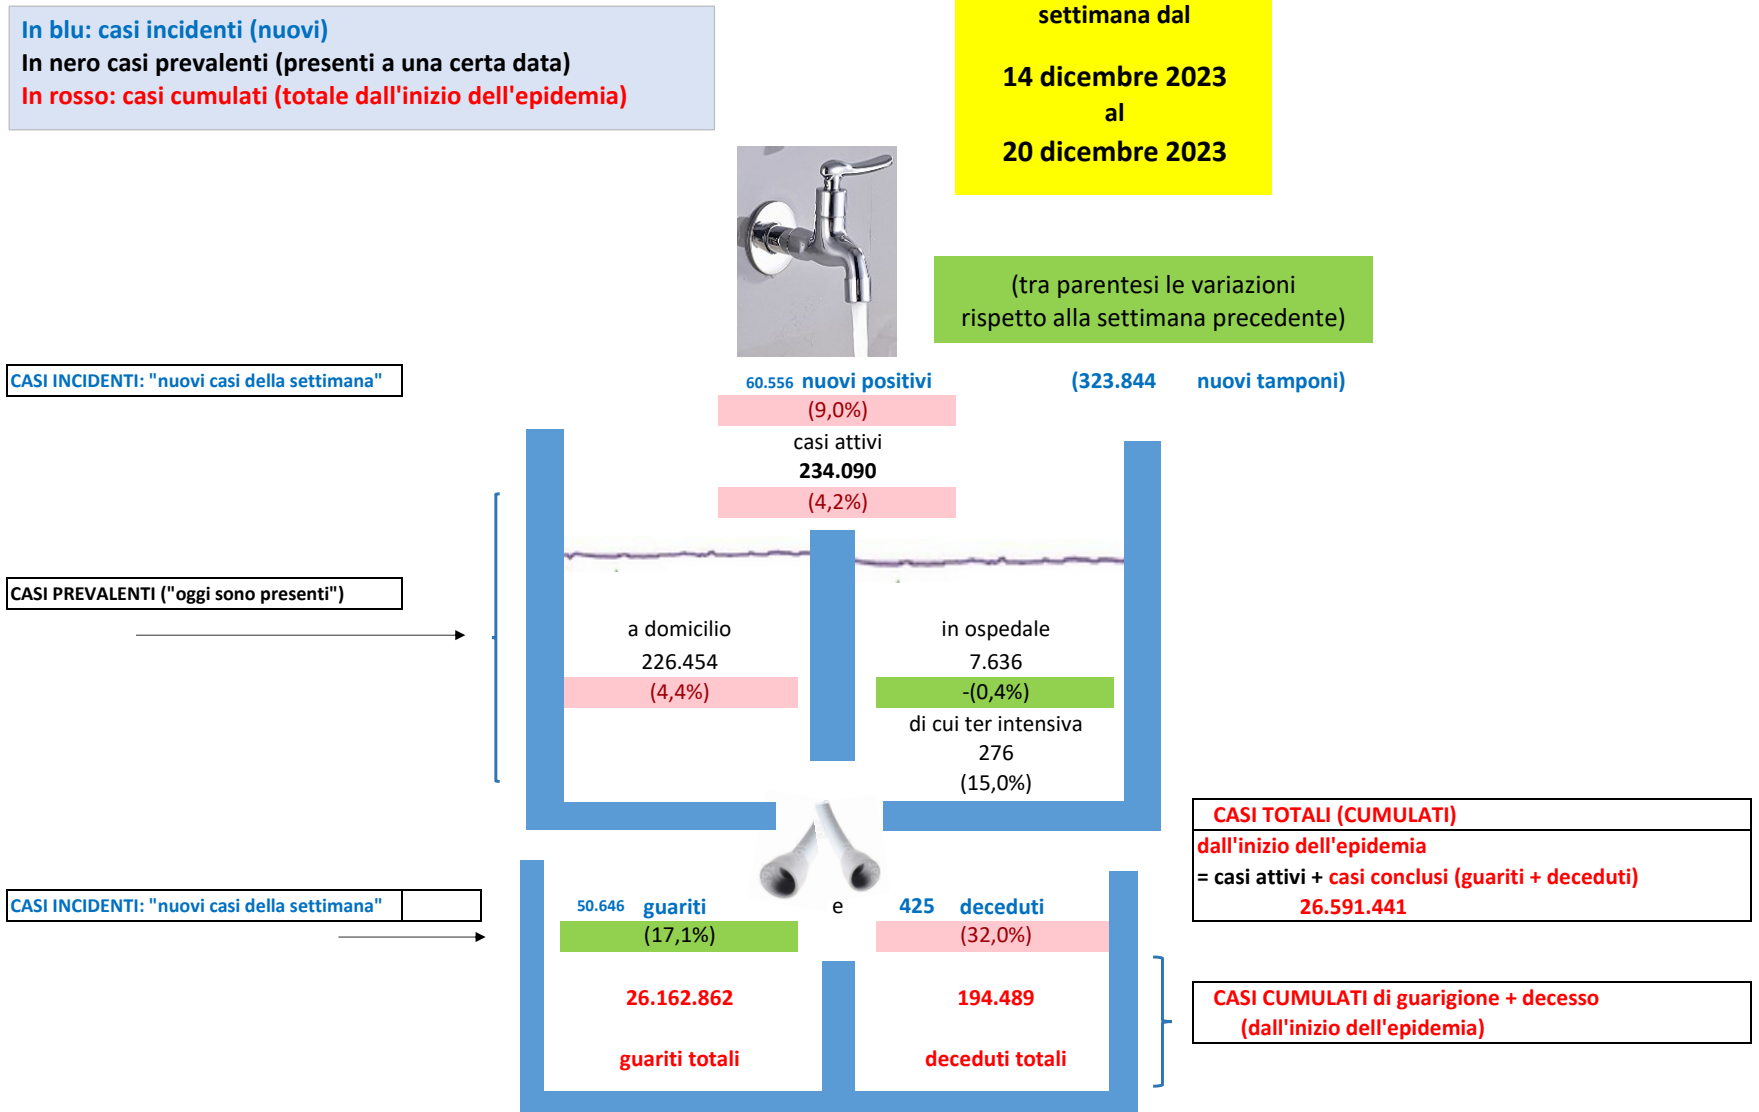 In blu: casi incidenti (nuovi)
In nero casi prevalenti (presenti a una certa data)
In rosso: casi cumulati (totale dall'inizio dell'epidemia)
settimana dal
14 dicembre 2023
al
20 dicembre 2023
(tra parentesi le variazioni
rispetto alla settimana precedente)
CASI INCIDENTI: "nuovi casi della settimana"
60.556 nuovi positivi
(323.844 nuovi tamponi)
(9,0%)
casi attivi
234.090
(4,2%)
CASI PREVALENTI ("oggi sono presenti")
a domicilio
226.454
(4,4%)
in ospedale
7.636
-(0,4%)
di cui ter intensiva
276
(15,0%)
CASI TOTALI (CUMULATI)
dall'inizio dell'epidemia
= casi attivi + casi conclusi (guariti + deceduti)
26.591.441
CASI INCIDENTI: "nuovi casi della settimana"
50.646 guariti
e
425 deceduti
(17,1%)
(32,0%)
26.162.862
194.489
guariti totali
deceduti totali
CASI CUMULATI di guarigione + decesso
(dall'inizio dell'epidemia)